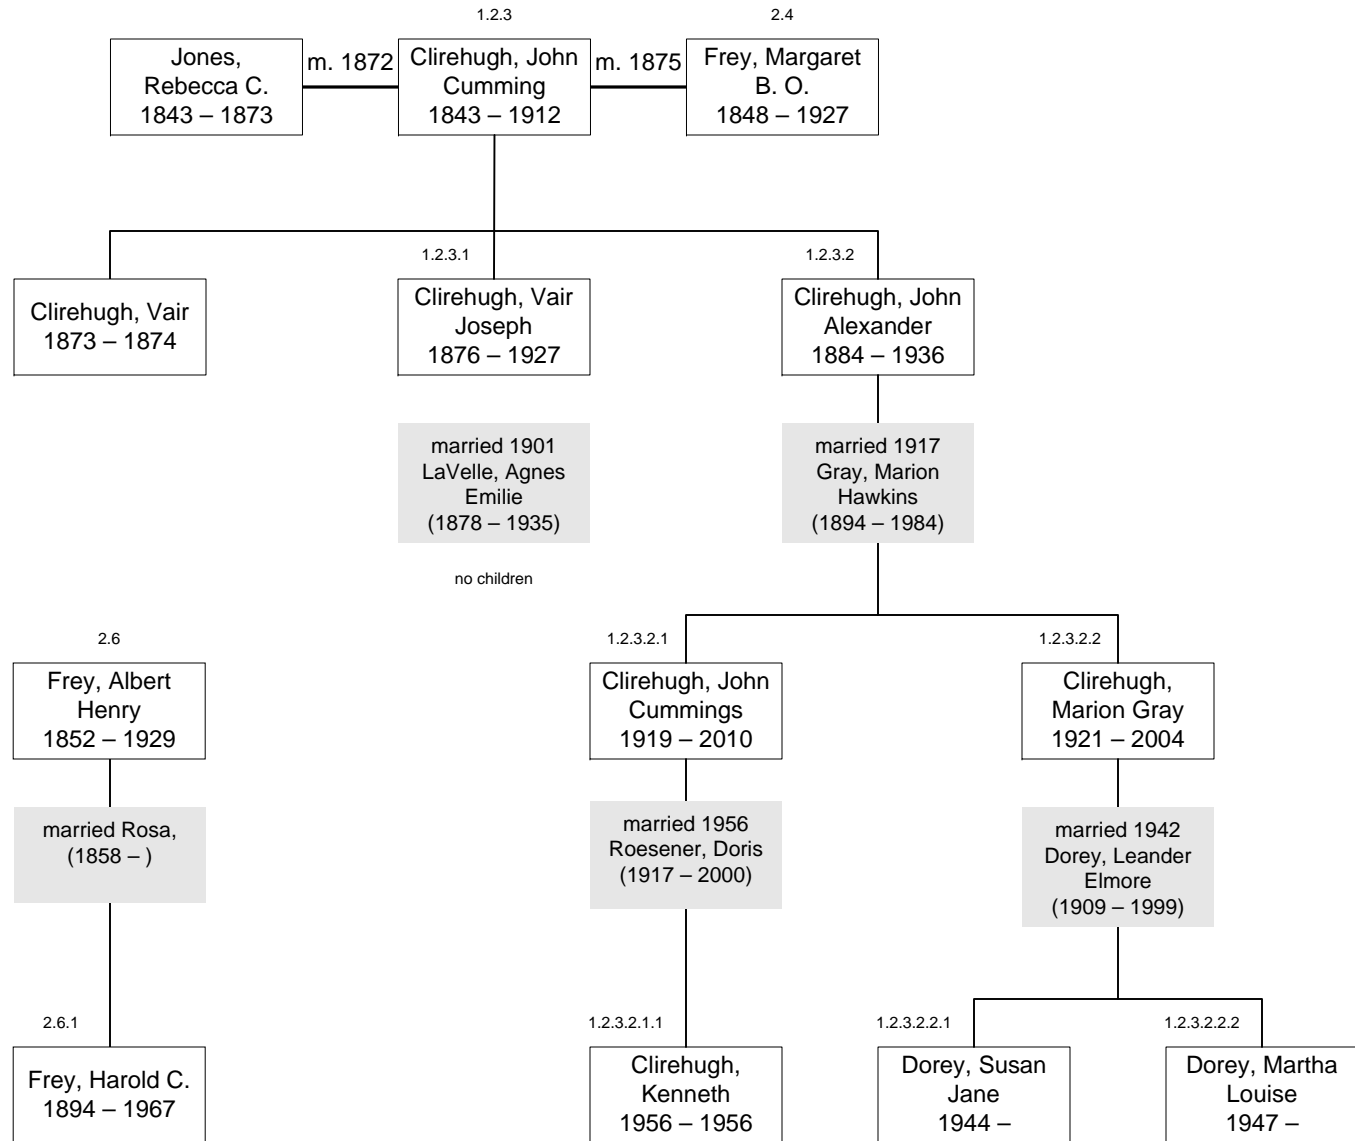 1.2.3
2.4
Jones,
Rebecca C.
1843 – 1873
m. 1872
Clirehugh, John
Cumming
1843 – 1912
m. 1875
Frey, Margaret
B. O.
1848 – 1927
1.2.3.1
1.2.3.2
Clirehugh, Vair
1873 – 1874
Clirehugh, Vair
Joseph
1876 – 1927
Clirehugh, John
Alexander
1884 – 1936
married 1901
LaVelle, Agnes
Emilie
(1878 – 1935)
married 1917
Gray, Marion
Hawkins
(1894 – 1984)
no children
2.6
1.2.3.2.1
1.2.3.2.2
Frey, Albert
Henry
1852 – 1929
Clirehugh, John
Cummings
1919 – 2010
Clirehugh,
Marion Gray
1921 – 2004
married Rosa,
(1858 – )
married 1956
Roesener, Doris
(1917 – 2000)
married 1942
Dorey, Leander
Elmore
(1909 – 1999)
2.6.1
1.2.3.2.1.1
1.2.3.2.2.1
1.2.3.2.2.2
Frey, Harold C.
1894 – 1967
Clirehugh,
Kenneth
1956 – 1956
Dorey, Susan
Jane
1944 –
Dorey, Martha
Louise
1947 –